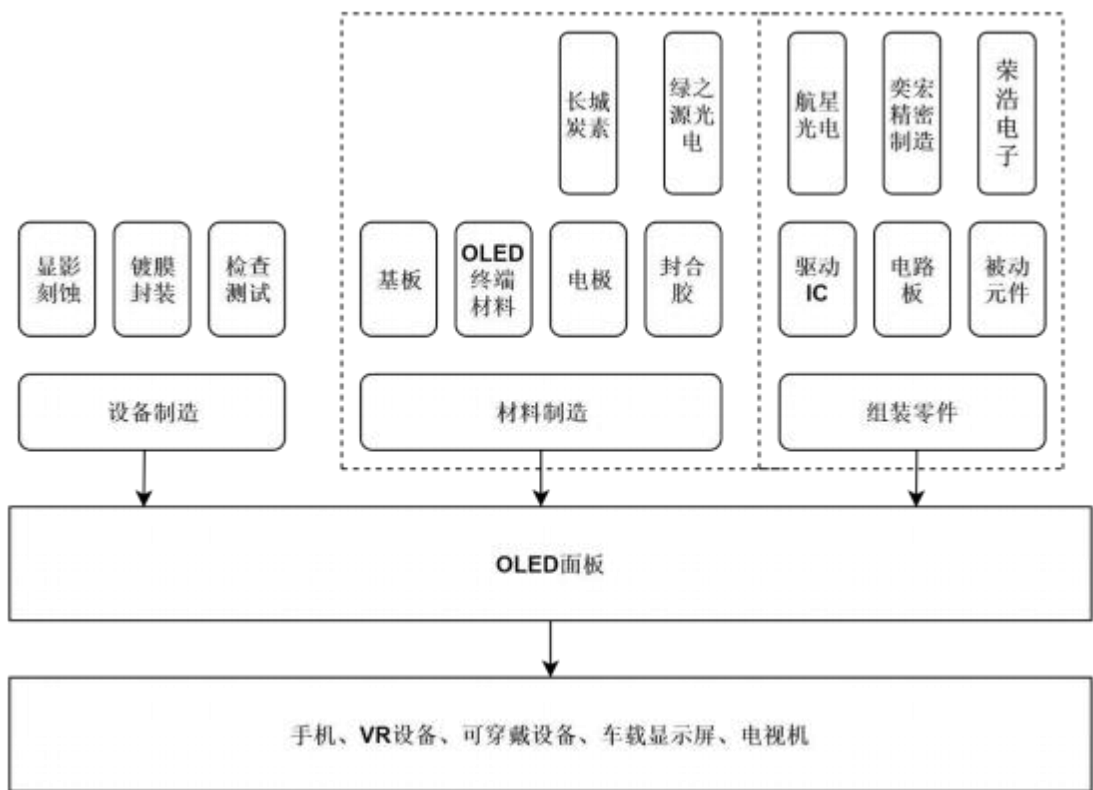 长城
炭素
绿之
源光
电
航星
光电
奕宏
精密
制造
荣
浩
电
子
显影
刻蚀
镀膜
封装
检查
测试
基板
OLED
终端
材料
电极
封合
胶
驱动
IC
电路
板
被动
元件
设备制造
材料制造
组装零件
OLED面板
手机、VR设备、可穿戴设备、车载显示屏、电视机